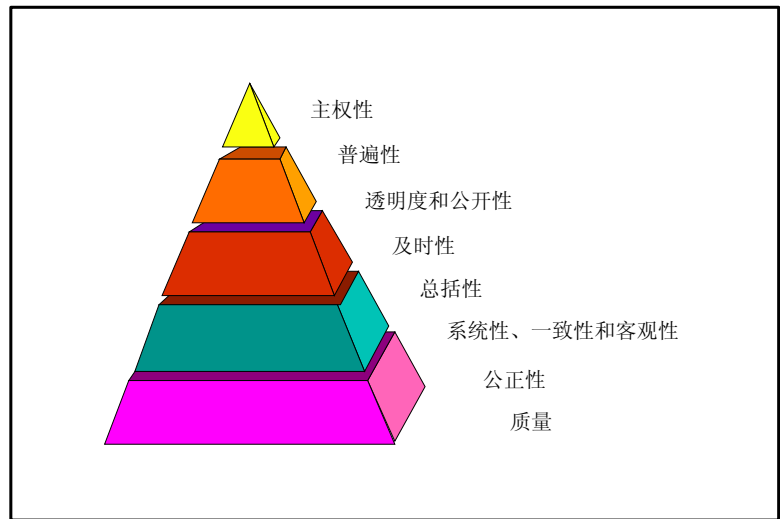 主权性
普遍性
透明度和公开性
及时性
总括性
系统性、一致性和客观性
公正性
质量